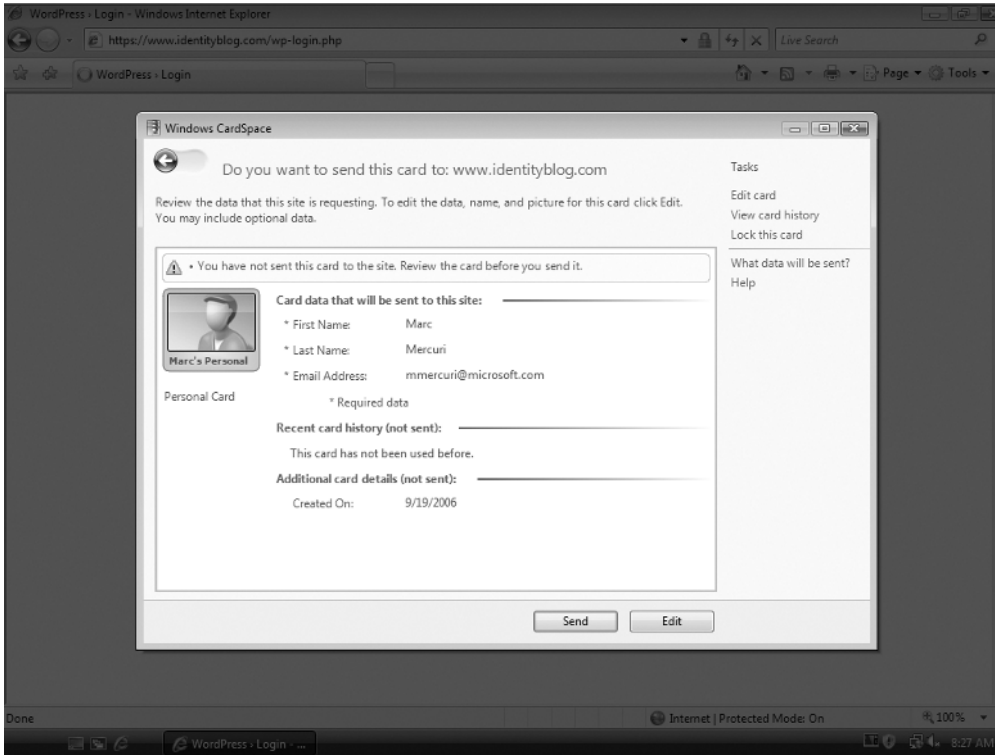 WordPress › Login - Windows Internet Explorer
https://www.identityblog.com/wp-login.php
Live Search
WordPress › Login
Page
Tools
Windows CardSpace
Do you want to send this card to: www.identityblog.com
Review the data that this site is requesting. To edit the data, name, and picture for this card click Edit.
You may include optional data.
• You have not sent this card to the site. Review the card before you send it.
Marc's Personal
Personal Card
Card data that will be sent to this site:
* First Name: Marc
* Last Name: Mercuri
* Email Address: mmercuri@microsoft.com
* Required data
Recent card history (not sent):
This card has not been used before.
Additional card details (not sent):
Created On: 9/19/2006
Tasks
Edit card
View card history
Lock this card
What data will be sent?
Help
Send
Edit
Done
Internet | Protected Mode: On
100%
WordPress › Login - ...
8:27 AM